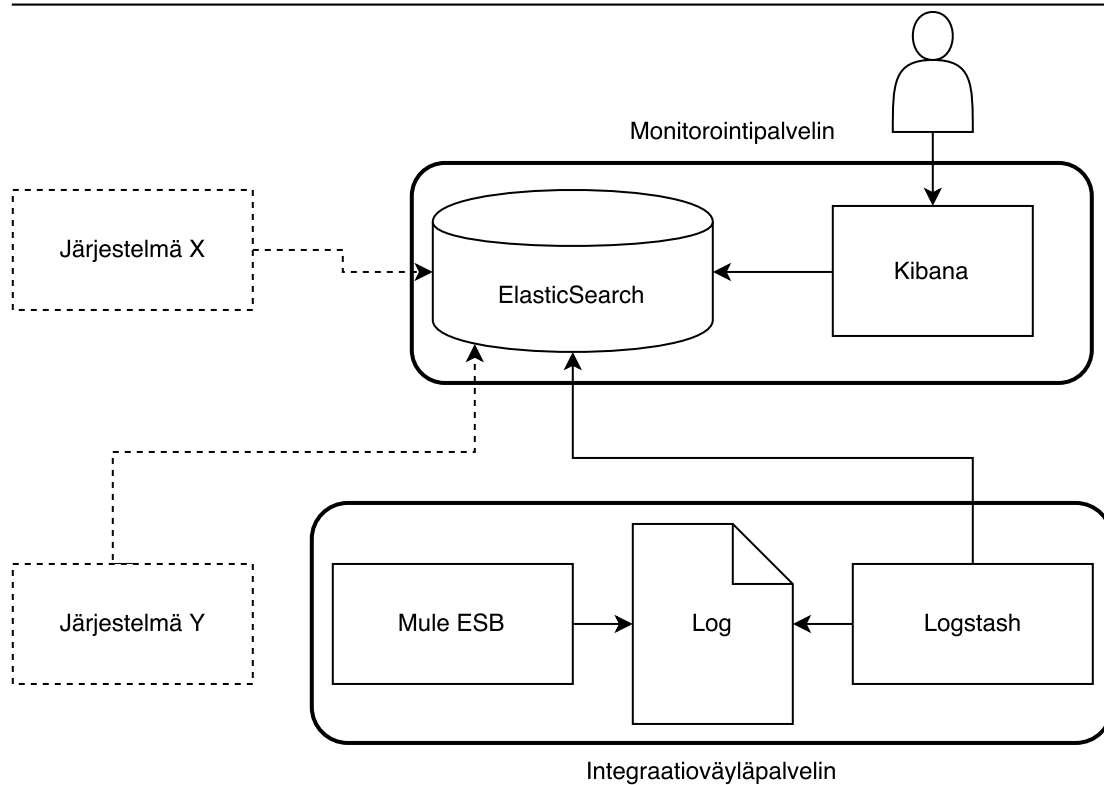 Monitorointipalvelin
Järjestelmä X
ElasticSearch
Kibana
Järjestelmä Y
Mule ESB
Log
Logstash
Integraatioväyläpalvelin